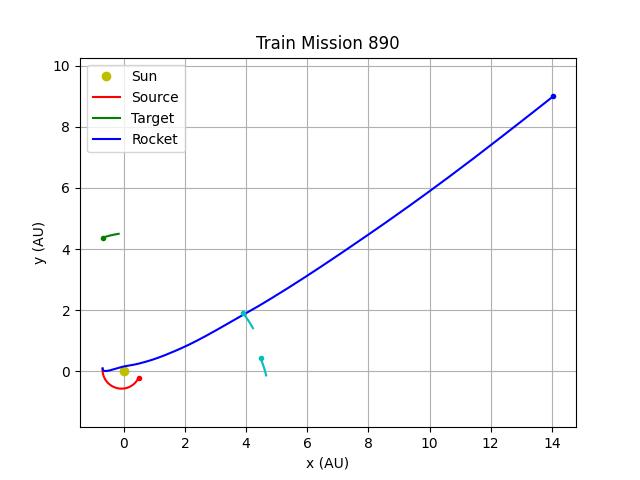 Train Mission 890
Sun
Source
Target
Rocket
y (AU)
10
8
6
4
2
0
0 2 4 6 8 10 12 14
x (AU)